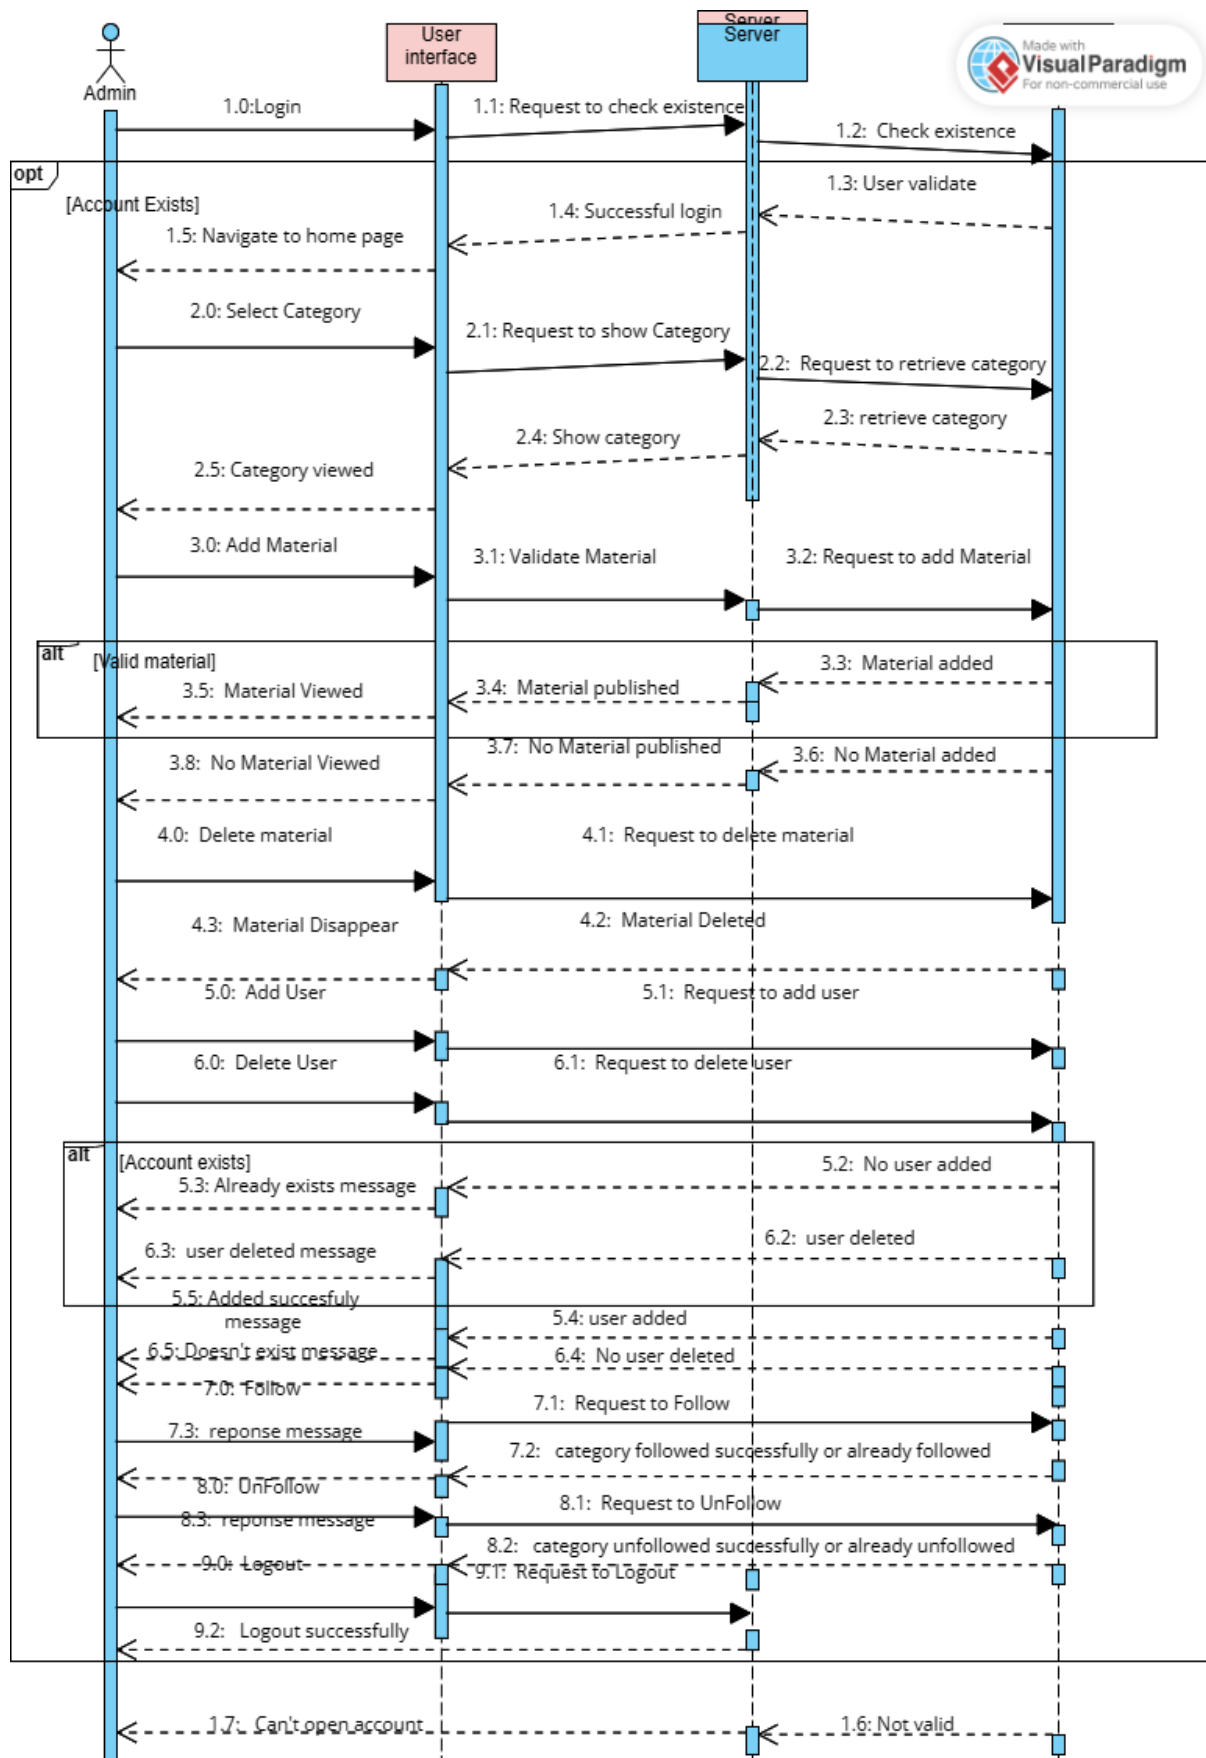 Server
User
interface
Server
Made with
Visual Paradigm
For non-commercial use
Admin
1.0:Login
1.1: Request to check existence
1.2:  Check existence
opt
[Account Exists]
1.3: User validate
1.4: Successful login
1.5: Navigate to home page
2.0: Select Category
2.1: Request to show Category
2.2:  Request to retrieve category
2.3: retrieve category
2.4: Show category
2.5: Category viewed
3.0: Add Material
3.1: Validate Material
3.2: Request to add Material
alt
[Valid material]
3.3:  Material added
3.4:  Material published
3.5:  Material Viewed
3.7:  No Material published
3.6:  No Material added
3.8:  No Material Viewed
4.0:  Delete material
4.1:  Request to delete material
4.2:  Material Deleted
4.3:  Material Disappear
5.0:  Add User
5.1:  Request to add user
6.0:  Delete User
6.1:  Request to delete user
alt
[Account exists]
5.2:  No user added
5.3: Already exists message
6.2:  user deleted
6.3:  user deleted message
5.5: Added succesfuly
message
5.4: user added
6.5: Doesn't exist message
6.4:  No user deleted
7.0:  Follow
7.1:  Request to Follow
7.3:  reponse message
7.2:   category followed successfully or already followed
8.0:  UnFollow
8.1:  Request to UnFollow
8.3:  reponse message
8.2:   category unfollowed successfully or already unfollowed
9.0:  Logout
9.1:  Request to Logout
9.2:   Logout successfully
1.7:   Can't open account
1.6: Not valid